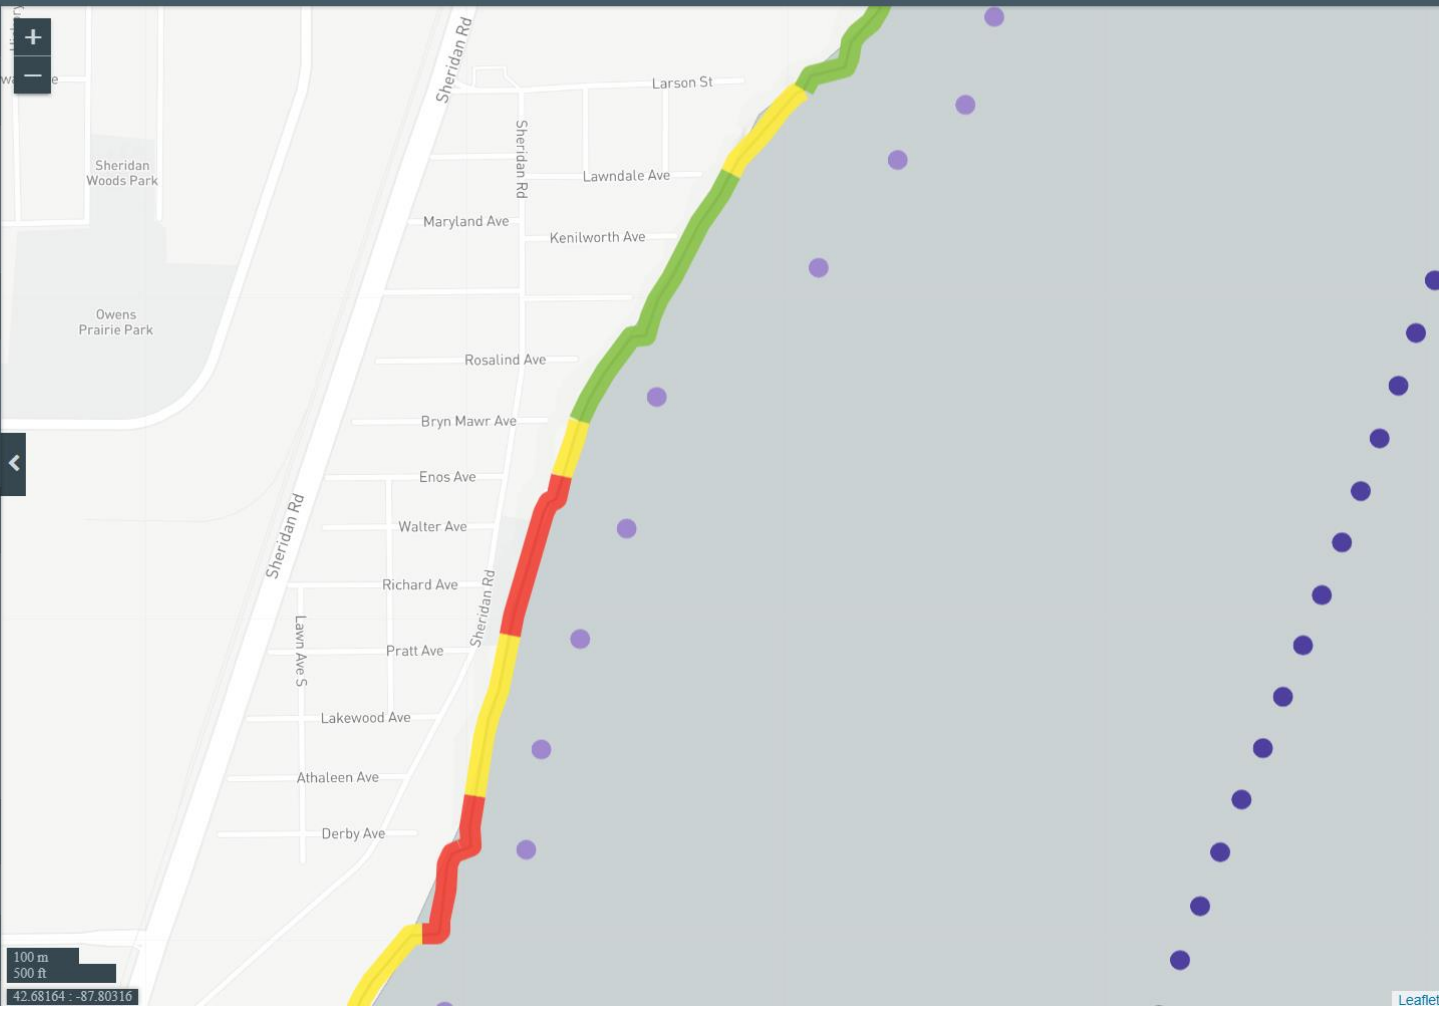 +
−
Sheridan Rd
Larson St
Sheridan Rd
Sheridan
Woods Park
Lawndale Ave
Maryland Ave
Kenilworth Ave
Owens
Prairie Park
Rosalind Ave
Bryn Mawr Ave
Enos Ave
Sheridan Rd
Walter Ave
Richard Ave
Sheridan Rd
Lawn Ave S
Pratt Ave
Lakewood Ave
Athaleen Ave
Derby Ave
100 m
500 ft
42.68164 : -87.80316
Leaflet